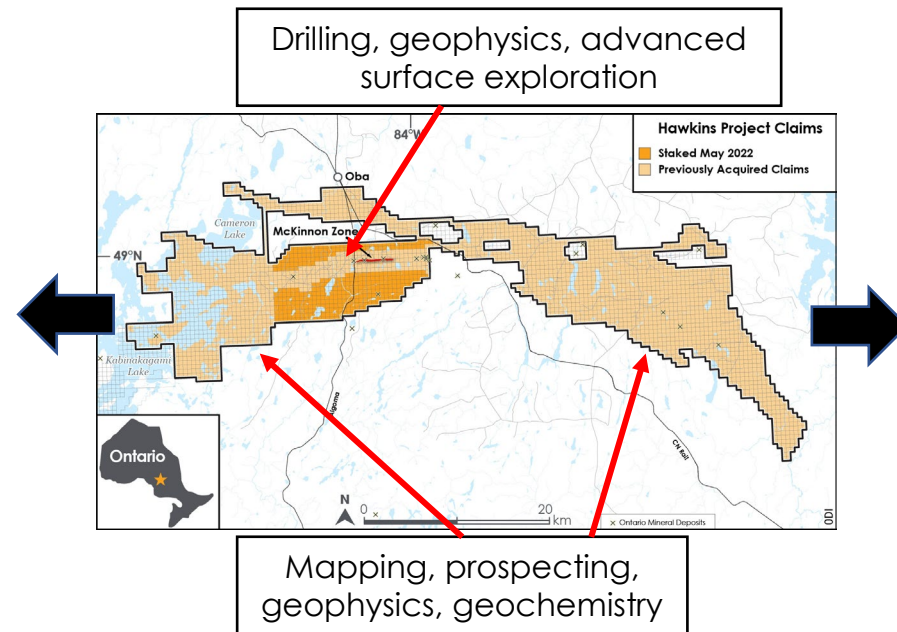 Drilling, geophysics, advanced
surface exploration
84°W
Hawkins Project Claims
Staked May 2022
Previously Acquired Claims
Oba
Cameron
Lake
McKinnon Zone
49°N
Kabinakagami
Lake
Algoma
CN Rail
Ontario
N
0
20
km
× Ontario Mineral Deposits
ODI
Mapping, prospecting,
geophysics, geochemistry